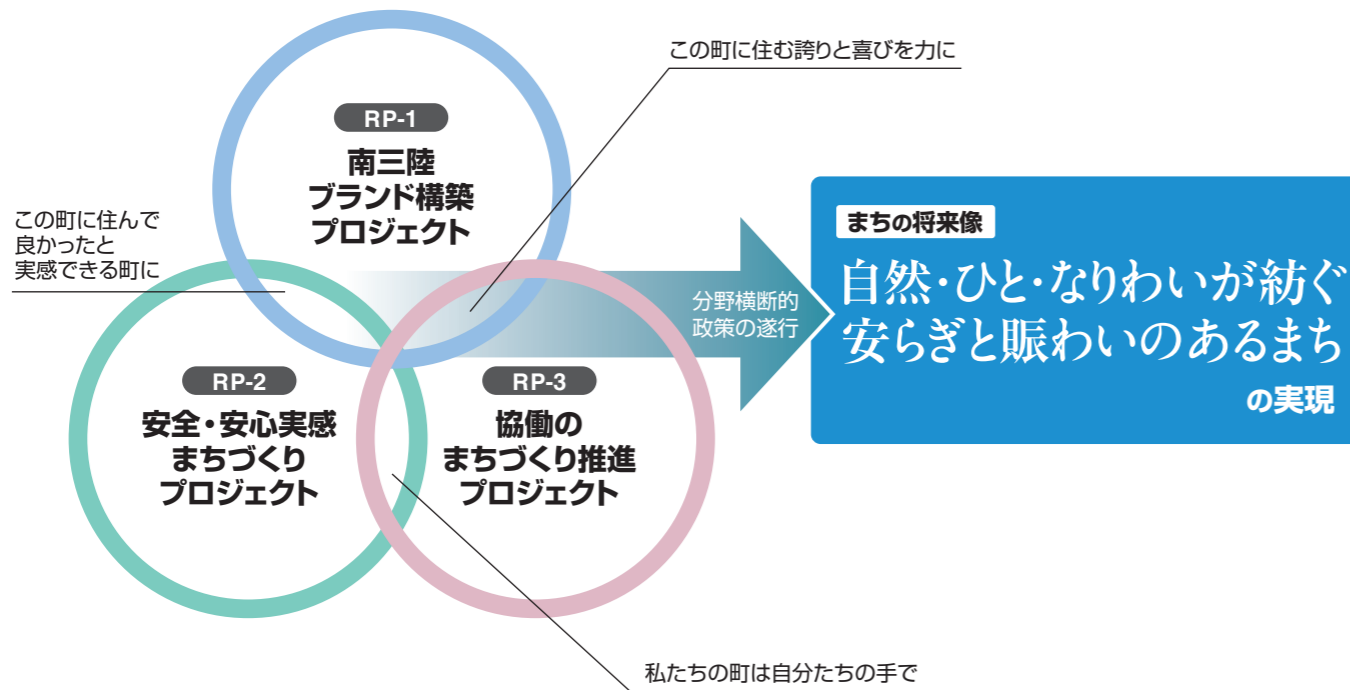 この町に住む誇りと喜びを力に
RP-1
南三陸
ブランド構築
プロジェクト
この町に住んで
良かったと
実感できる町に
分野横断的
政策の遂行
まちの将来像
自然・ひと・なりわいが紡ぐ
安らぎと賑わいのあるまち
の実現
RP-2
安全・安心実感
まちづくり
プロジェクト
RP-3
協働の
まちづくり推進
プロジェクト
私たちの町は自分たちの手で